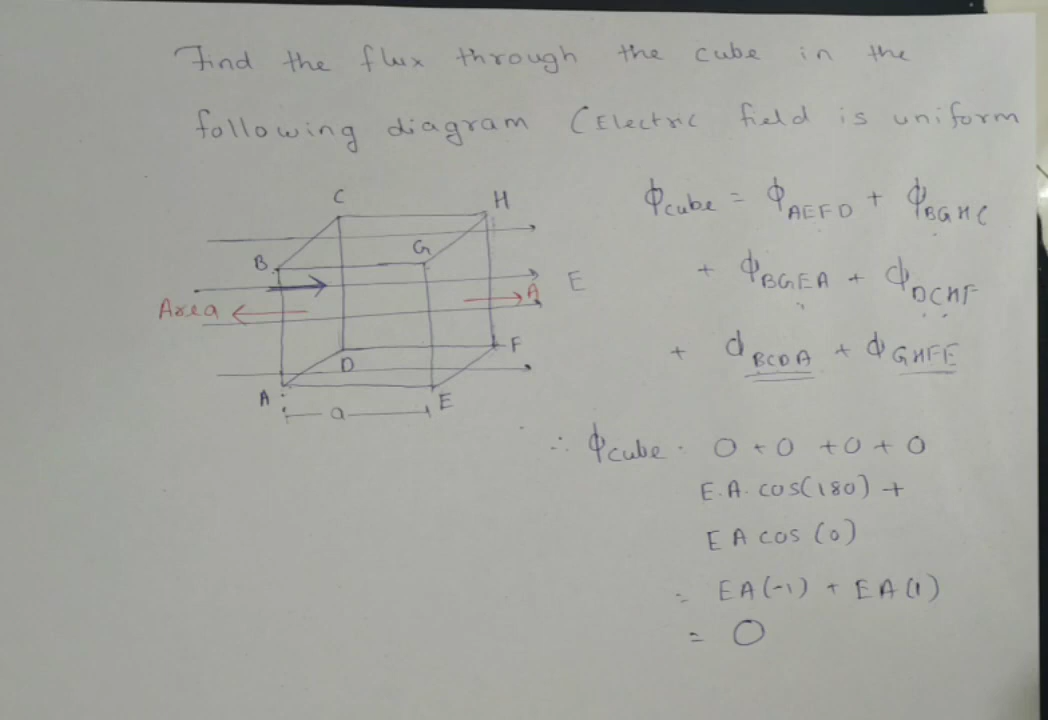 Find the flux through the cube in the
following diagram (Electric field is uniform
C
H
B
G
E
Area
A
D
F
A
E
a
ϕcube = ϕAEFD + ϕBGHC
+ ϕBGEA + ϕDCHF
+ ϕBCDA + ϕGHFE
∴ ϕcube = 0 + 0 + 0 + 0
E.A. cos(180) +
EA cos (0)
= EA(-1) + EA(1)
= 0